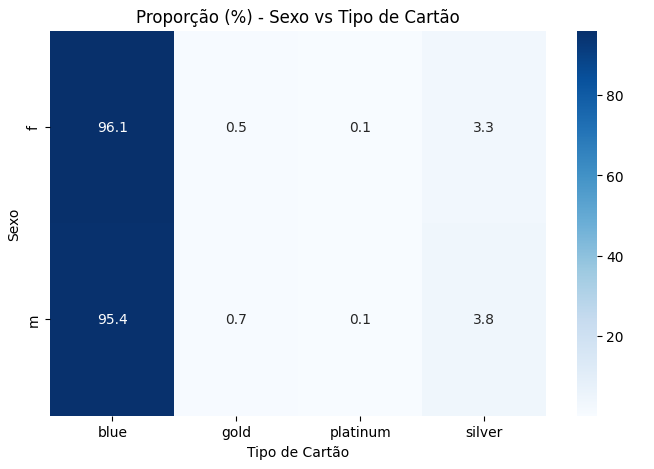 Proporção (%) - Sexo vs Tipo de Cartão
Sexo
f
96.1 0.5 0.1 3.3
m
95.4 0.7 0.1 3.8
blue gold platinum silver
Tipo de Cartão
80
60
40
20